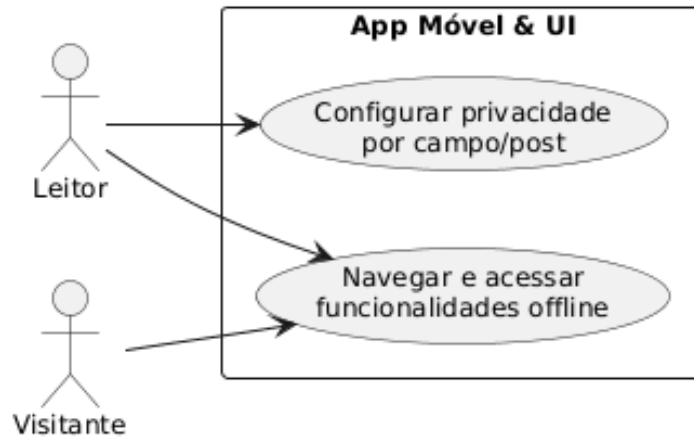 App Móvel & UI
Configurar privacidade
por campo/post
Leitor
Navegar e acessar
funcionalidades offline
Visitante